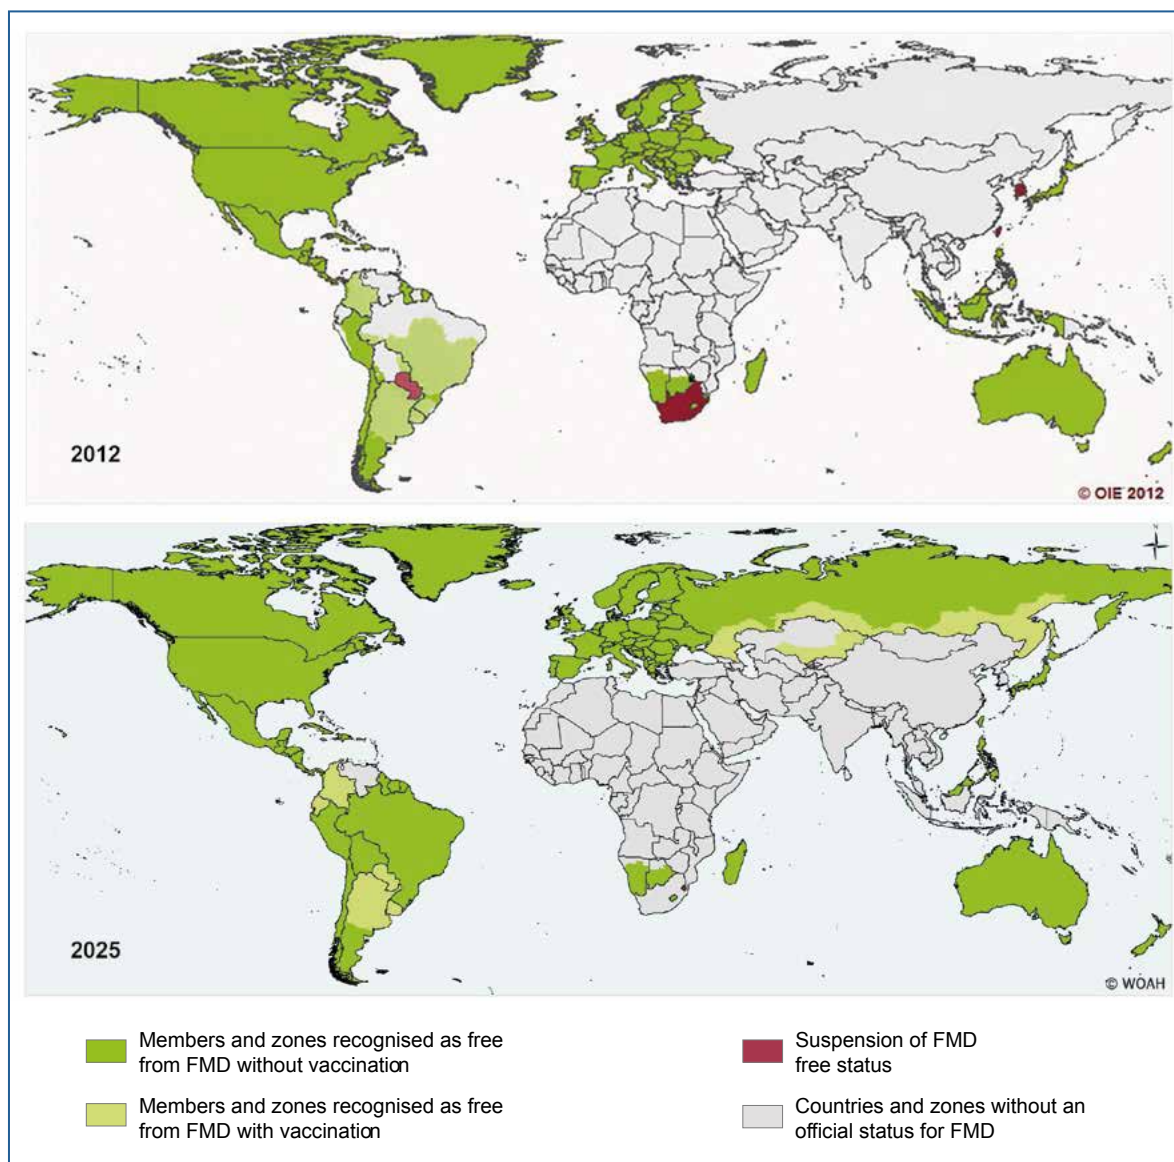 2012
© OIE 2012
2025
© WOAH
Members and zones recognised as free
from FMD without vaccination
Members and zones recognised as free
from FMD with vaccination
Suspension of FMD
free status
Countries and zones without an
official status for FMD